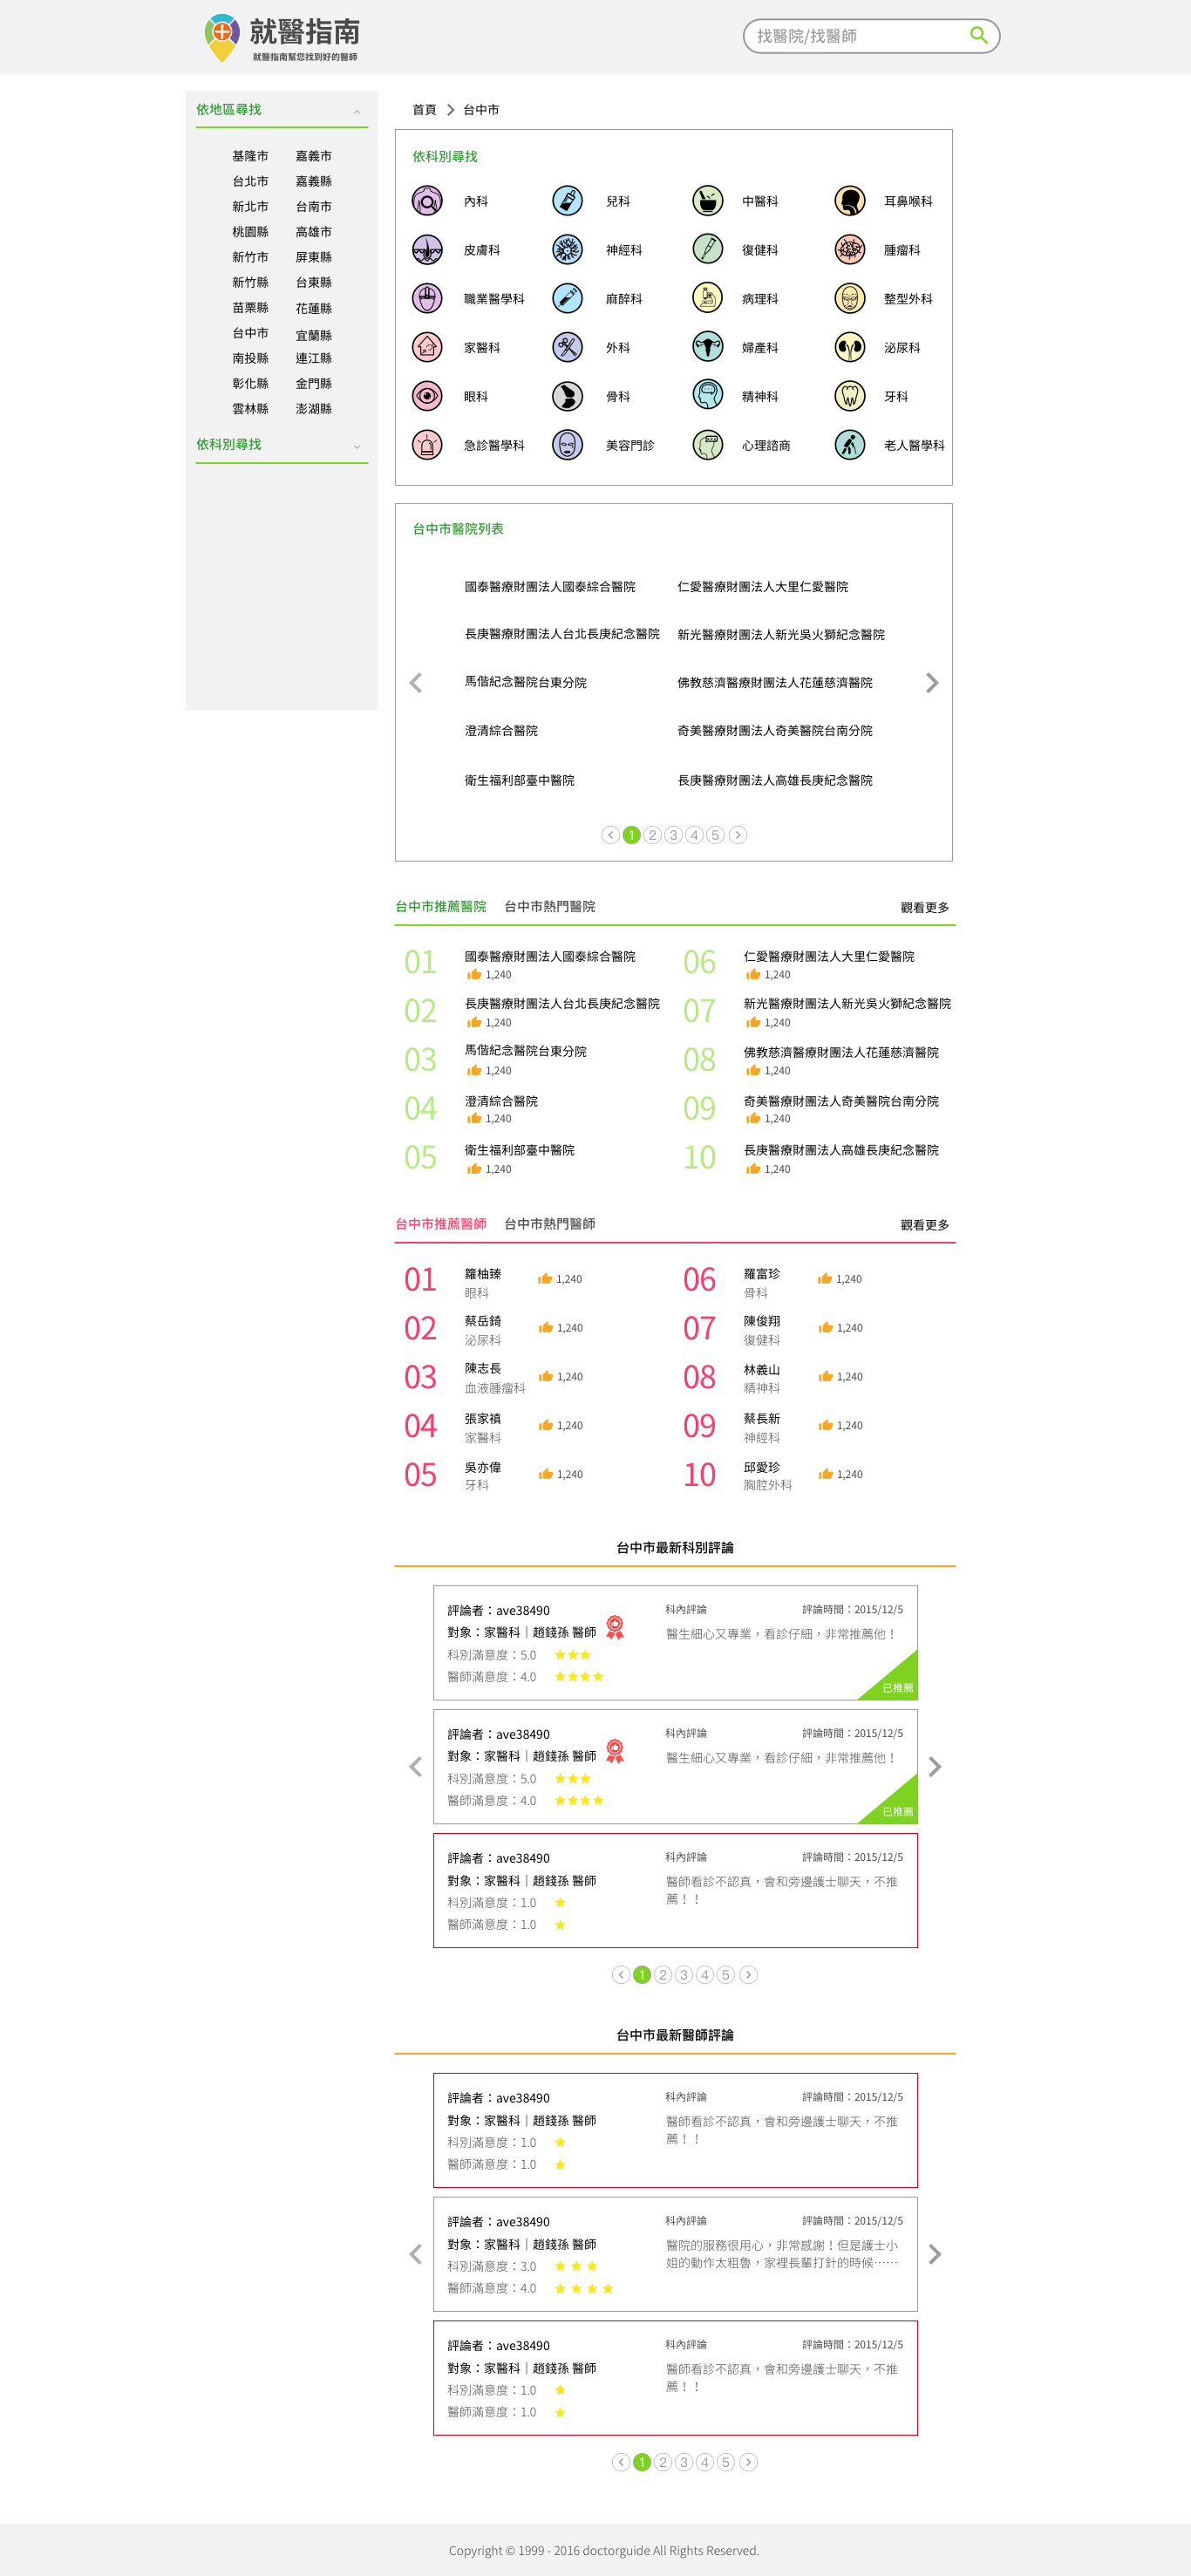 就醫指南
就醫指南幫您找到好的醫師
找醫院/找醫師
依地區尋找
基隆市 嘉義市
台北市 嘉義縣
新北市 台南市
桃園縣 高雄市
新竹市 屏東縣
新竹縣 台東縣
苗栗縣 花蓮縣
台中市 宜蘭縣
南投縣 連江縣
彰化縣 金門縣
雲林縣 澎湖縣
依科別尋找
首頁 台中市
依科別尋找
內科 兒科 中醫科 耳鼻喉科
皮膚科 神經科 復健科 腫瘤科
職業醫學科 麻醉科 病理科 整型外科
家醫科 外科 婦產科 泌尿科
眼科 骨科 精神科 牙科
急診醫學科 美容門診 心理諮商 老人醫學科
台中市醫院列表
國泰醫療財團法人國泰綜合醫院 仁愛醫療財團法人大里仁愛醫院
長庚醫療財團法人台北長庚紀念醫院 新光醫療財團法人新光吳火獅紀念醫院
馬偕紀念醫院台東分院 佛教慈濟醫療財團法人花蓮慈濟醫院
澄清綜合醫院 奇美醫療財團法人奇美醫院台南分院
衛生福利部臺中醫院 長庚醫療財團法人高雄長庚紀念醫院
1 2 3 4 5
台中市推薦醫院 台中市熱門醫院 觀看更多
01 國泰醫療財團法人國泰綜合醫院 06 仁愛醫療財團法人大里仁愛醫院
1,240 1,240
02 長庚醫療財團法人台北長庚紀念醫院 07 新光醫療財團法人新光吳火獅紀念醫院
1,240 1,240
03 馬偕紀念醫院台東分院 08 佛教慈濟醫療財團法人花蓮慈濟醫院
1,240 1,240
04 澄清綜合醫院 09 奇美醫療財團法人奇美醫院台南分院
1,240 1,240
05 衛生福利部臺中醫院 10 長庚醫療財團法人高雄長庚紀念醫院
1,240 1,240
台中市推薦醫師 台中市熱門醫師 觀看更多
01 籮柚臻 1,240 06 羅富珍 1,240
眼科 骨科
02 蔡岳錡 1,240 07 陳俊翔 1,240
泌尿科 復健科
03 陳志長 1,240 08 林義山 1,240
血液腫瘤科 精神科
04 張家禛 1,240 09 蔡長新 1,240
家醫科 神經科
05 吳亦偉 1,240 10 邱愛珍 1,240
牙科 胸腔外科
台中市最新科別評論
評論者：ave38490 科內評論 評論時間：2015/12/5
對象：家醫科｜趙錢孫 醫師 醫生細心又專業，看診仔細，非常推薦他！
科別滿意度：5.0
醫師滿意度：4.0 已推薦
評論者：ave38490 科內評論 評論時間：2015/12/5
對象：家醫科｜趙錢孫 醫師 醫生細心又專業，看診仔細，非常推薦他！
科別滿意度：5.0
醫師滿意度：4.0 已推薦
評論者：ave38490 科內評論 評論時間：2015/12/5
對象：家醫科｜趙錢孫 醫師 醫師看診不認真，會和旁邊護士聊天，不推
科別滿意度：1.0 薦！！
醫師滿意度：1.0
1 2 3 4 5
台中市最新醫師評論
評論者：ave38490 科內評論 評論時間：2015/12/5
對象：家醫科｜趙錢孫 醫師 醫師看診不認真，會和旁邊護士聊天，不推
科別滿意度：1.0 薦！！
醫師滿意度：1.0
評論者：ave38490 科內評論 評論時間：2015/12/5
對象：家醫科｜趙錢孫 醫師 醫院的服務很用心，非常感謝！但是護士小
科別滿意度：3.0 姐的動作太粗魯，家裡長輩打針的時候⋯⋯
醫師滿意度：4.0
評論者：ave38490 科內評論 評論時間：2015/12/5
對象：家醫科｜趙錢孫 醫師 醫師看診不認真，會和旁邊護士聊天，不推
科別滿意度：1.0 薦！！
醫師滿意度：1.0
1 2 3 4 5
Copyright © 1999 - 2016 doctorguide All Rights Reserved.